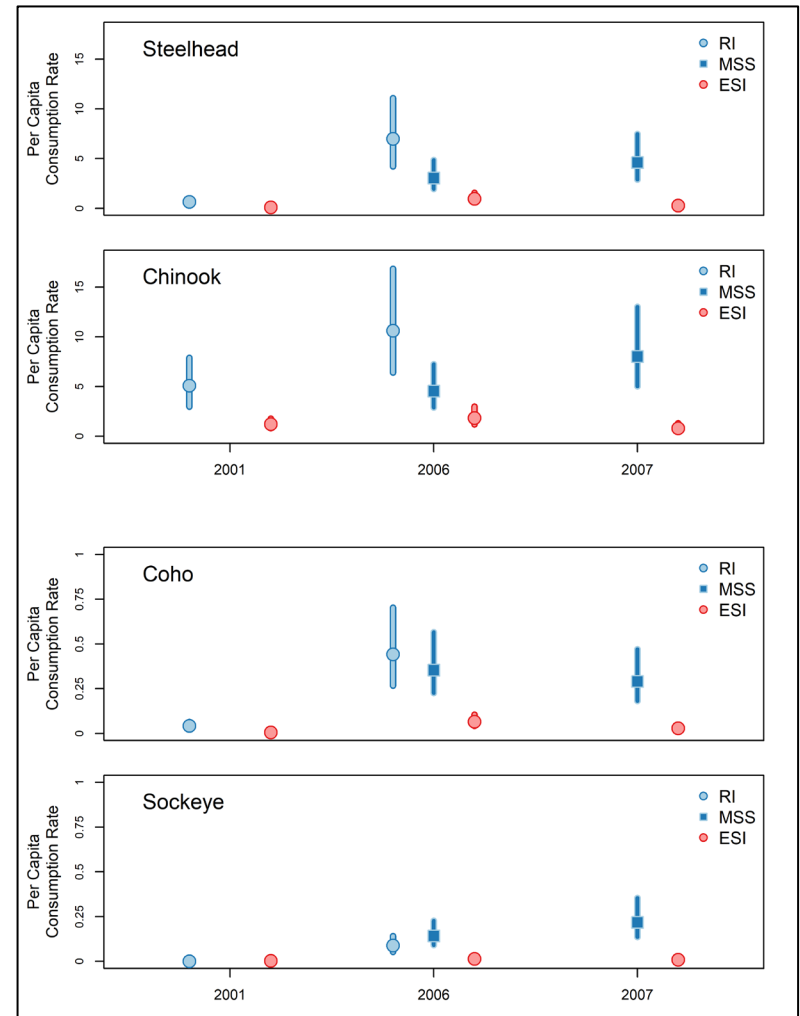 Steelhead
RI
MSS
ESI
Per Capita
Consumption Rate
15
10
5
0
Chinook
RI
MSS
ESI
Per Capita
Consumption Rate
15
10
5
0
2001
2006
2007
Coho
RI
MSS
ESI
Per Capita
Consumption Rate
1
0.75
0.5
0.25
0
Sockeye
RI
MSS
ESI
Per Capita
Consumption Rate
1
0.75
0.5
0.25
0
2001
2006
2007